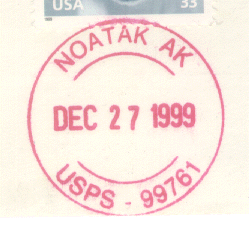 USA 33
NOATAK AK
DEC 27 1999
USPS - 99761